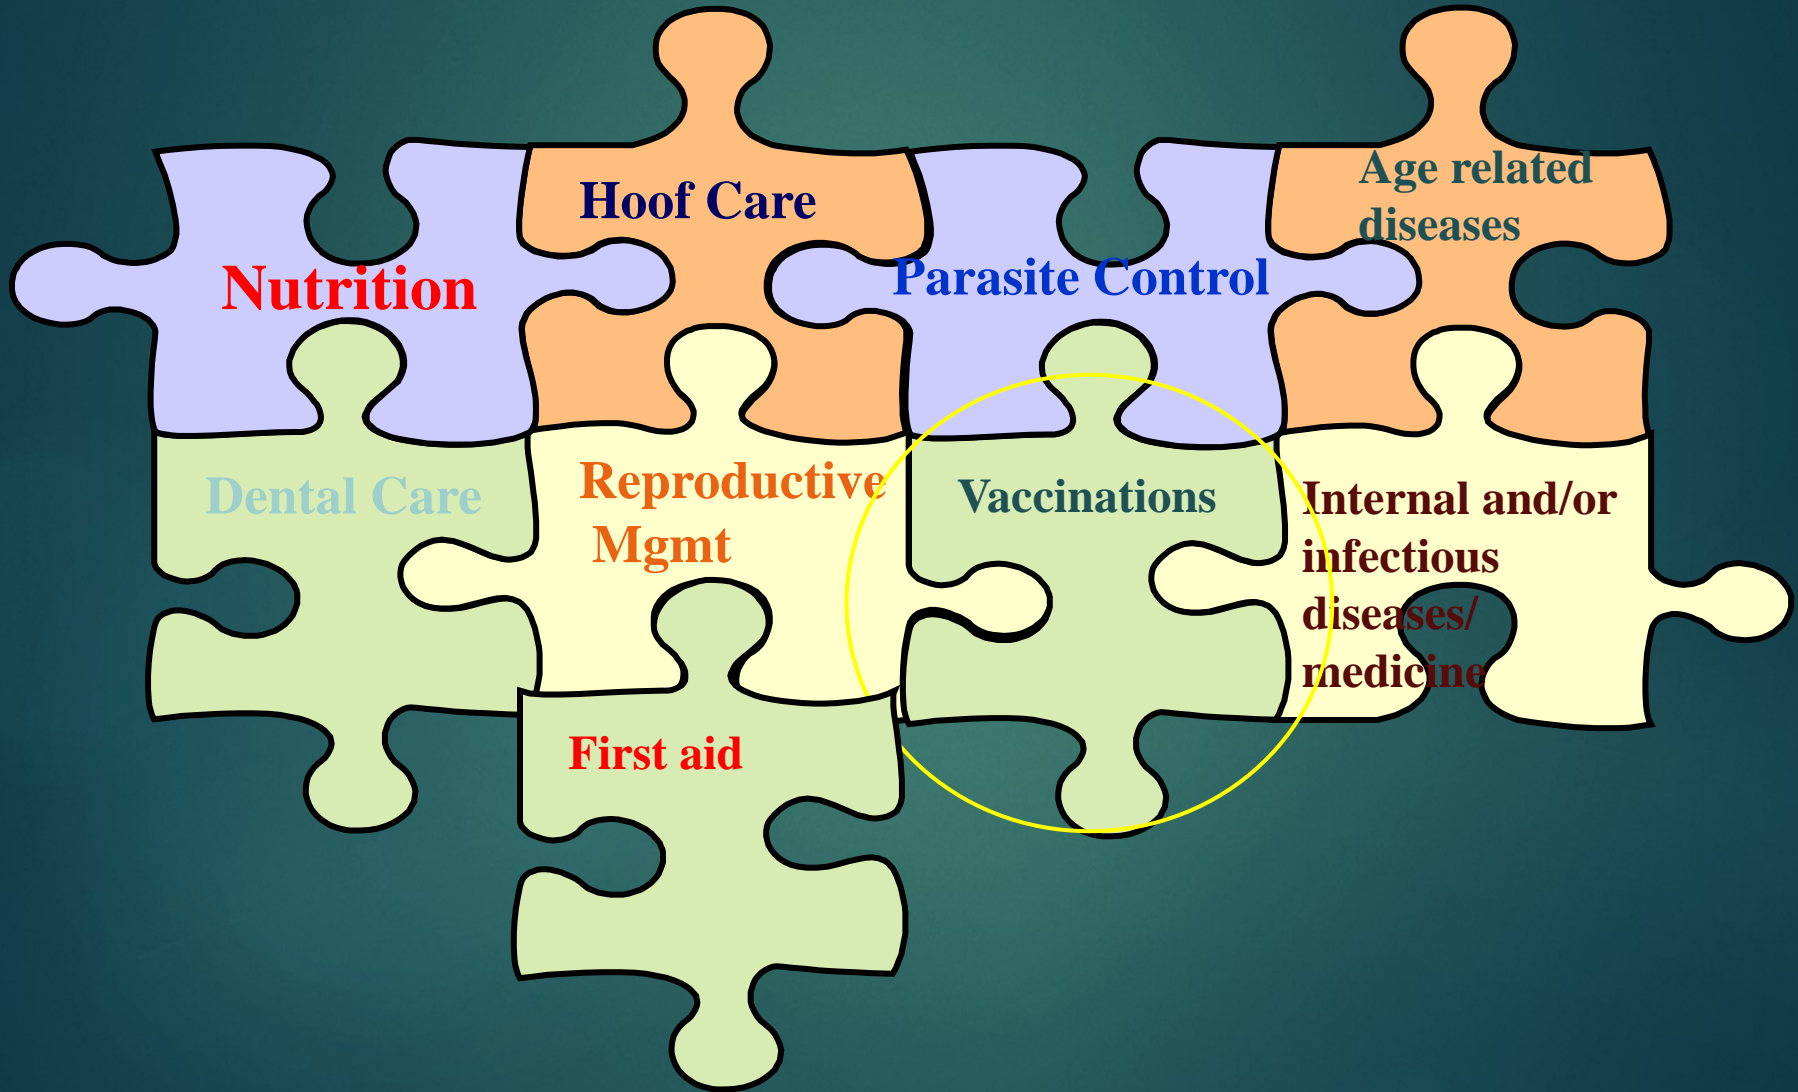 Nutrition
Hoof Care
Parasite Control
Age related
diseases
Dental Care
Reproductive
Mgmt
Vaccinations
Internal and/or
infectious
diseases/
medicine
First aid